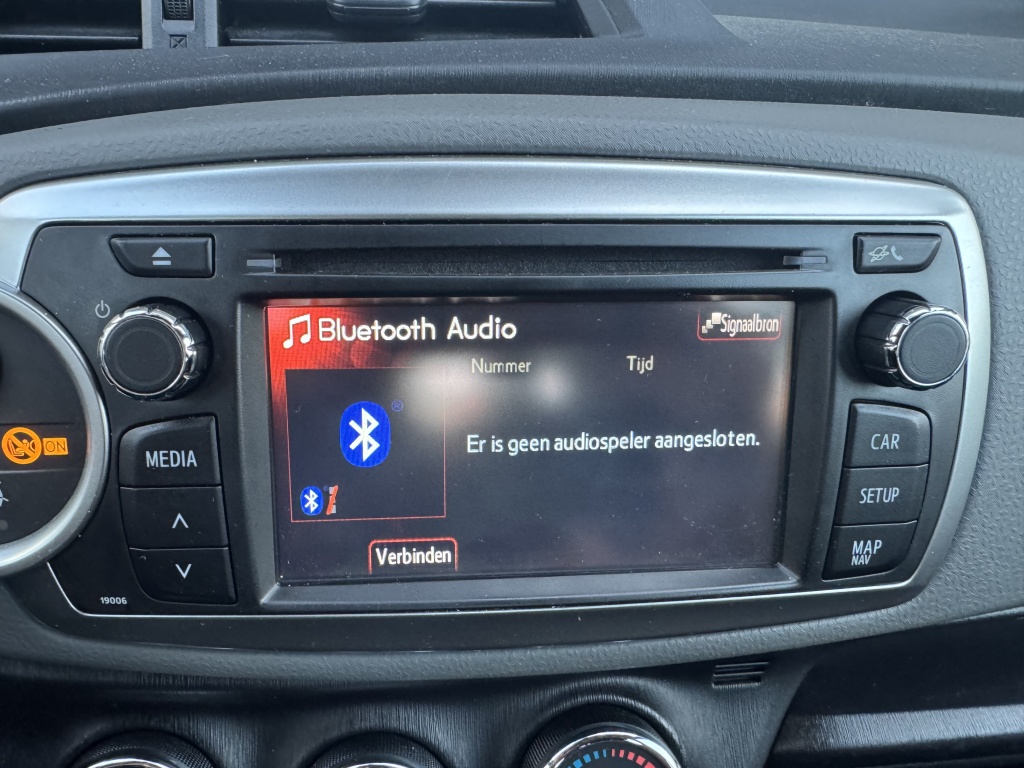 Bluetooth Audio
Signaalbron
Nummer
Tijd
Er is geen audiospeler aangesloten.
Verbinden
MEDIA
CAR
SETUP
MAP
NAV
ON
19006